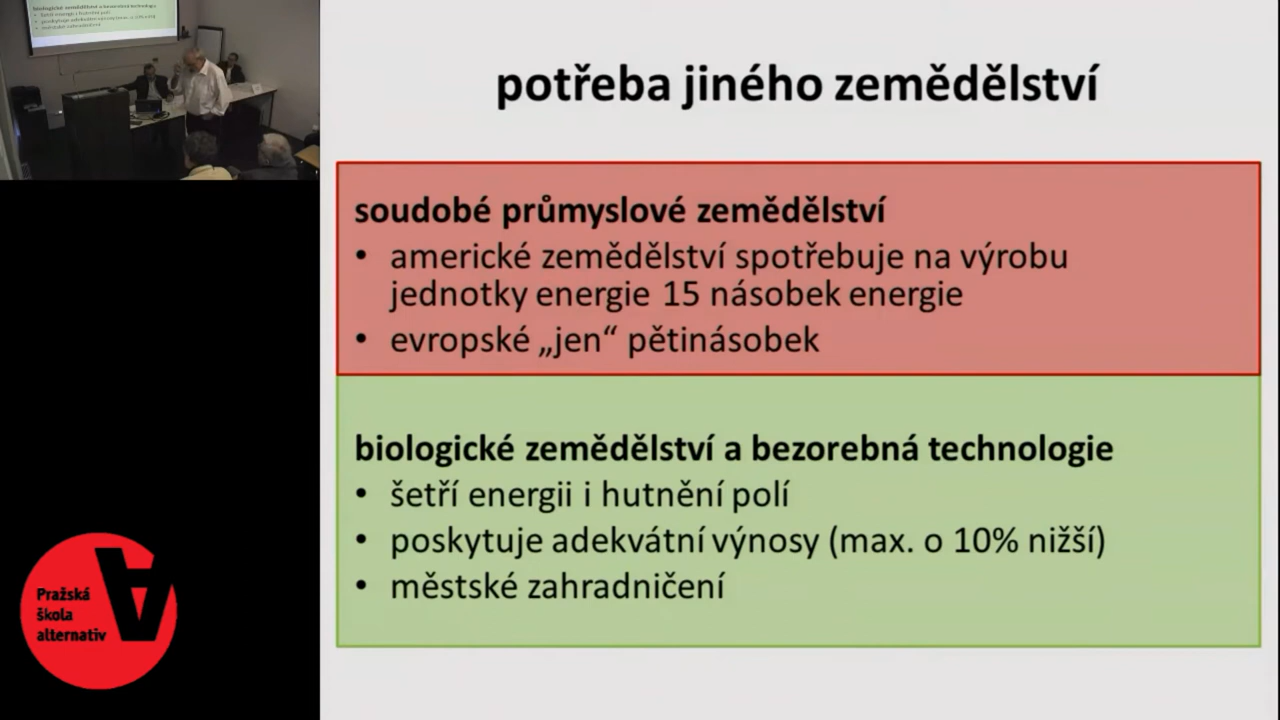 potřeba jiného zemědělství
soudobé průmyslové zemědělství
• americké zemědělství spotřebuje na výrobu
jednotky energie 15 násobek energie
• evropské „jen“ pětinásobek
biologické zemědělství a bezorebná technologie
• šetří energii i hutnění polí
• poskytuje adekvátní výnosy (max. o 10% nižší)
• městské zahradničení
Pražská
škola
alternativ